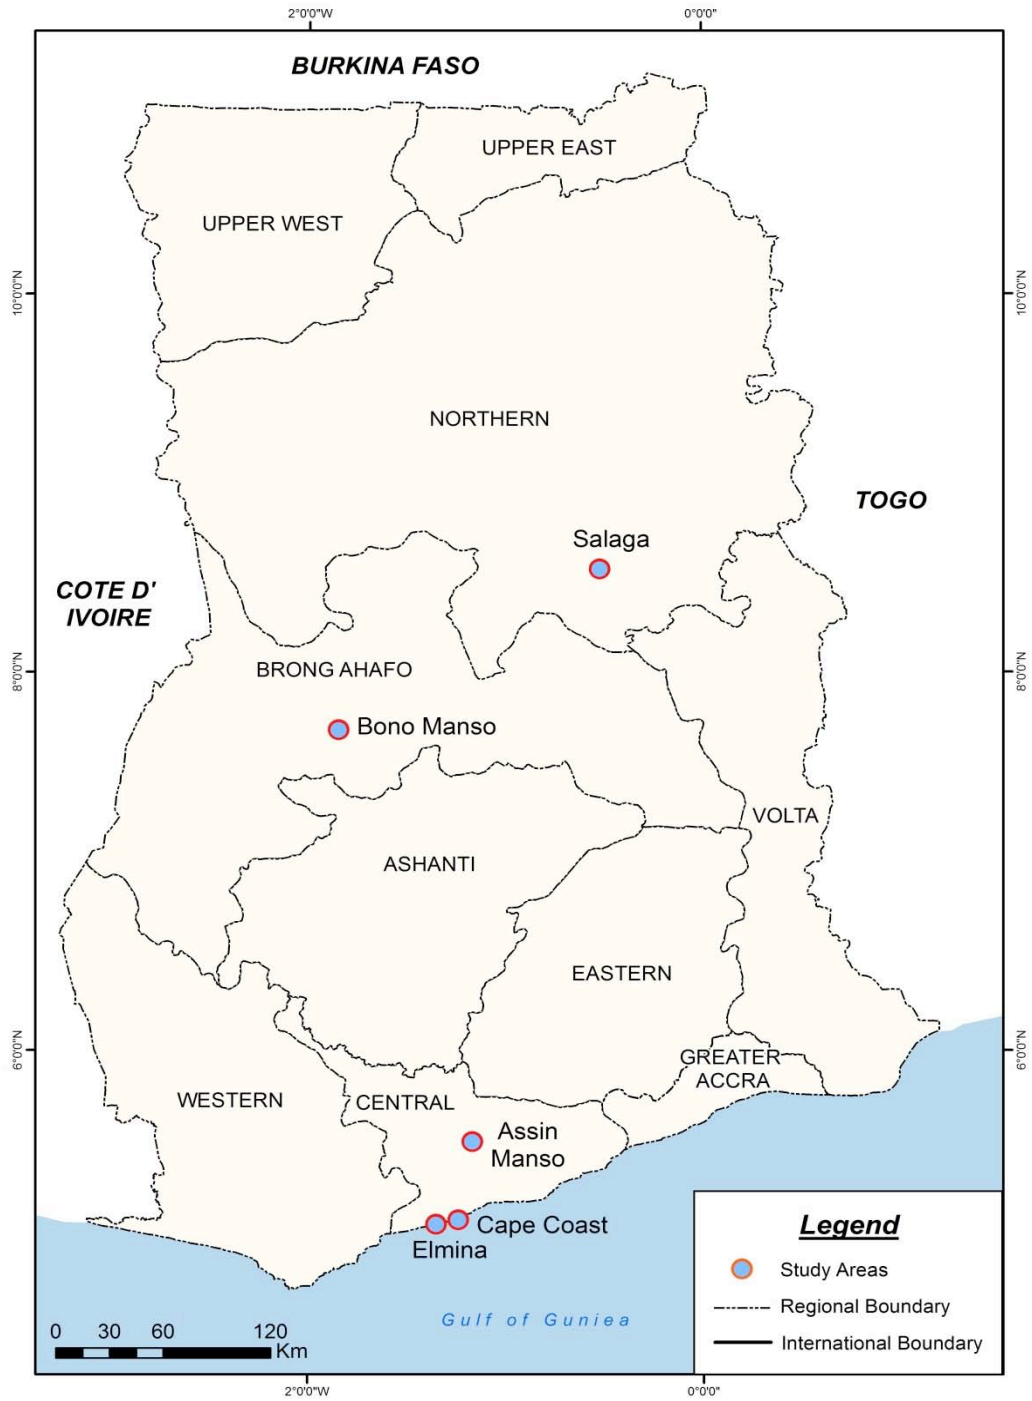 2°0'0"W
0°0'0"
BURKINA FASO
UPPER EAST
UPPER WEST
10°0'0"N
10°0'0"N
NORTHERN
TOGO
Salaga
COTE D'
IVOIRE
BRONG AHAFO
8°0'0"N
8°0'0"N
Bono Manso
VOLTA
ASHANTI
EASTERN
6°0'0"N
6°0'0"N
GREATER
ACCRA
WESTERN
CENTRAL
Assin
Manso
Cape Coast
Elmina
Legend
Study Areas
Regional Boundary
International Boundary
Gulf of Guniea
0 30 60 120
Km
2°0'0"W
0°0'0"